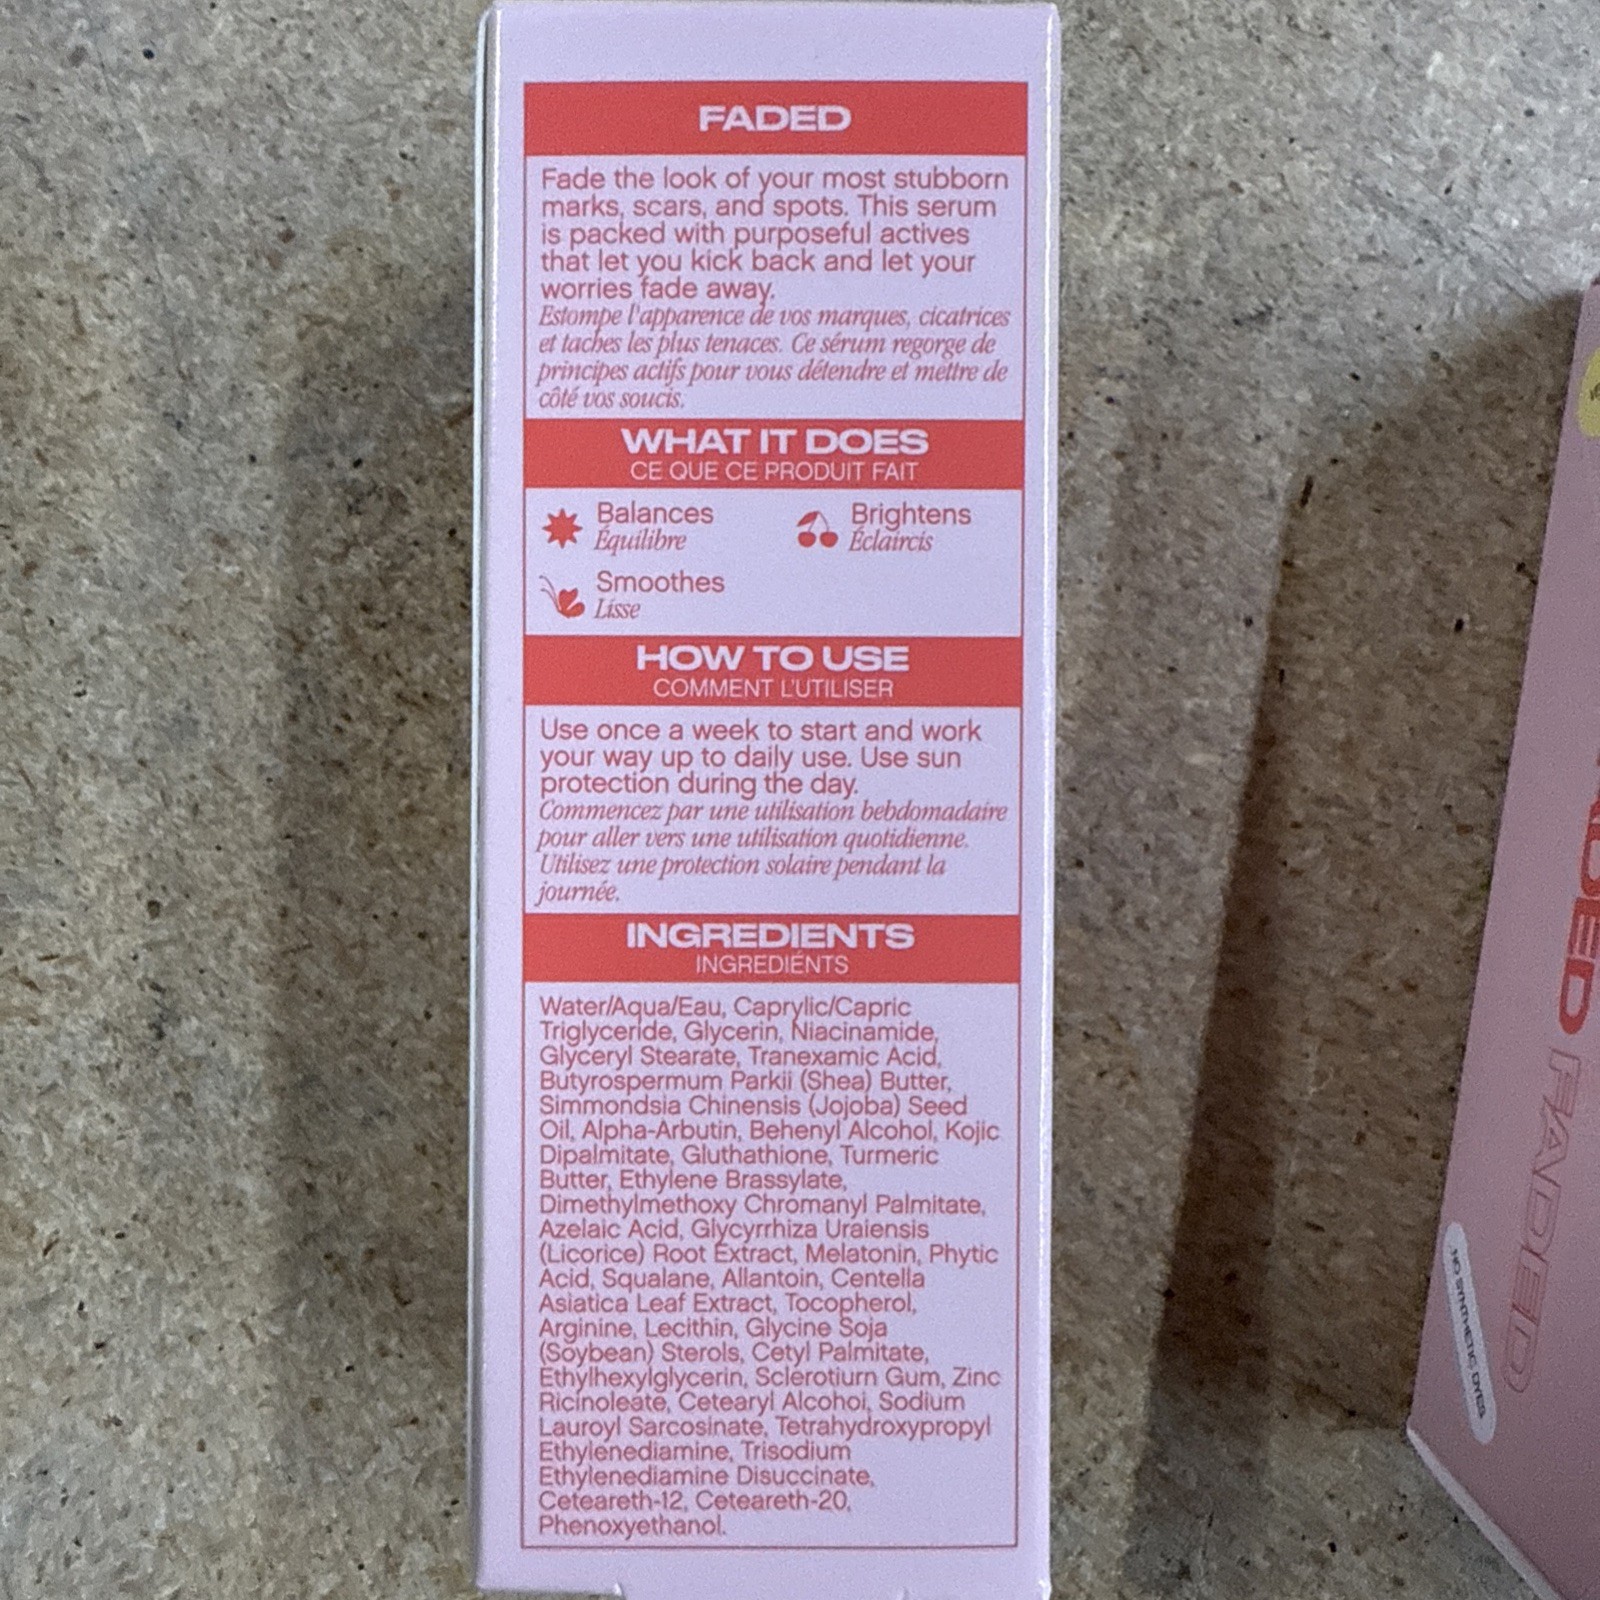 FADED
Fade the look of your most stubborn
marks, scars, and spots. This serum
is packed with purposeful actives
that let you kick back and let your
worries fade away.
Estompe l'apparence de vos marques, cicatrices
et taches les plus tenaces. Ce sérum regorge de
principes actifs pour vous détendre et mettre de
côté vos soucis.
WHAT IT DOES
CE QUE CE PRODUIT FAIT
Balances
Équilibre
Brightens
Éclaircis
Smoothes
Lisse
HOW TO USE
COMMENT L'UTILISER
Use once a week to start and work
your way up to daily use. Use sun
protection during the day.
Commencez par une utilisation hebdomadaire
pour aller vers une utilisation quotidienne.
Utilisez une protection solaire pendant la
journée.
INGREDIENTS
INGREDIÉNTS
Water/Aqua/Eau, Caprylic/Capric
Triglyceride, Glycerin, Niacinamide,
Glyceryl Stearate, Tranexamic Acid,
Butyrospermum Parkii (Shea) Butter,
Simmondsia Chinensis (Jojoba) Seed
Oil, Alpha-Arbutin, Behenyl Alcohol, Kojic
Dipalmitate, Gluthathione, Turmeric
Butter, Ethylene Brassylate,
Dimethylmethoxy Chromanyl Palmitate,
Azelaic Acid, Glycyrrhiza Uraiensis
(Licorice) Root Extract, Melatonin, Phytic
Acid, Squalane, Allantoin, Centella
Asiatica Leaf Extract, Tocopherol,
Arginine, Lecithin, Glycine Soja
(Soybean) Sterols, Cetyl Palmitate,
Ethylhexylglycerin, Sclerotiurn Gum, Zinc
Ricinoleate, Cetearyl Alcohoi, Sodium
Lauroyl Sarcosinate, Tetrahydroxypropyl
Ethylenediamine, Trisodium
Ethylenediamine Disuccinate,
Ceteareth-12, Ceteareth-20,
Phenoxyethanol.
NO SYNTHETIC DYES